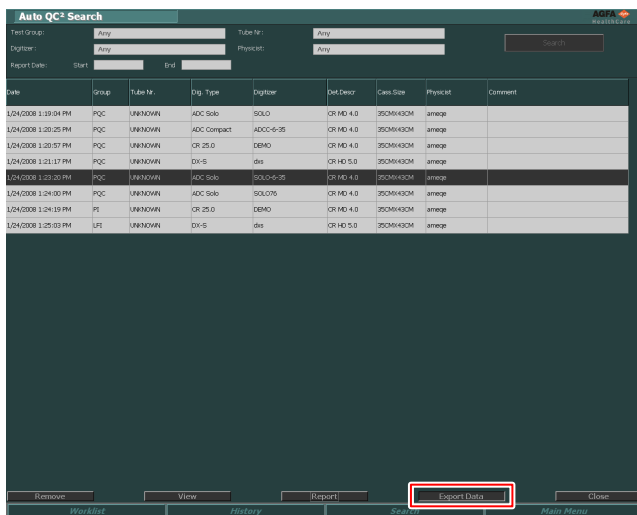 Auto QC² Search
AGFA
HealthCare
Test Group: Any Tube Nr: Any
Digitizer: Any Physicist: Any
Search
Report Date: Start End
Date Group Tube Nr. Dig. Type Digitizer Det.Descr Cass.Size Physicist Comment
1/24/2008 1:19:04 PM PQC UNKNOWN ADC Solo SOLO CR MD 4.0 35CMX43CM ameqe
1/24/2008 1:20:25 PM PQC UNKNOWN ADC Compact ADCC-6-35 CR MD 4.0 35CMX43CM ameqe
1/24/2008 1:20:57 PM PQC UNKNOWN CR 25.0 DEMO CR MD 4.0 35CMX43CM ameqe
1/24/2008 1:21:17 PM PQC UNKNOWN DX-S dxs CR HD 5.0 35CMX43CM ameqe
1/24/2008 1:23:20 PM PQC UNKNOWN ADC Solo SOLO-6-35 CR MD 4.0 35CMX43CM ameqe
1/24/2008 1:24:00 PM PQC UNKNOWN ADC Solo SOLO76 CR MD 4.0 35CMX43CM ameqe
1/24/2008 1:24:19 PM PI UNKNOWN CR 25.0 DEMO CR MD 4.0 35CMX43CM ameqe
1/24/2008 1:25:03 PM LFI UNKNOWN DX-S dxs CR HD 5.0 35CMX43CM ameqe
Remove View Report Export Data Close
Worklist History Search Main Menu